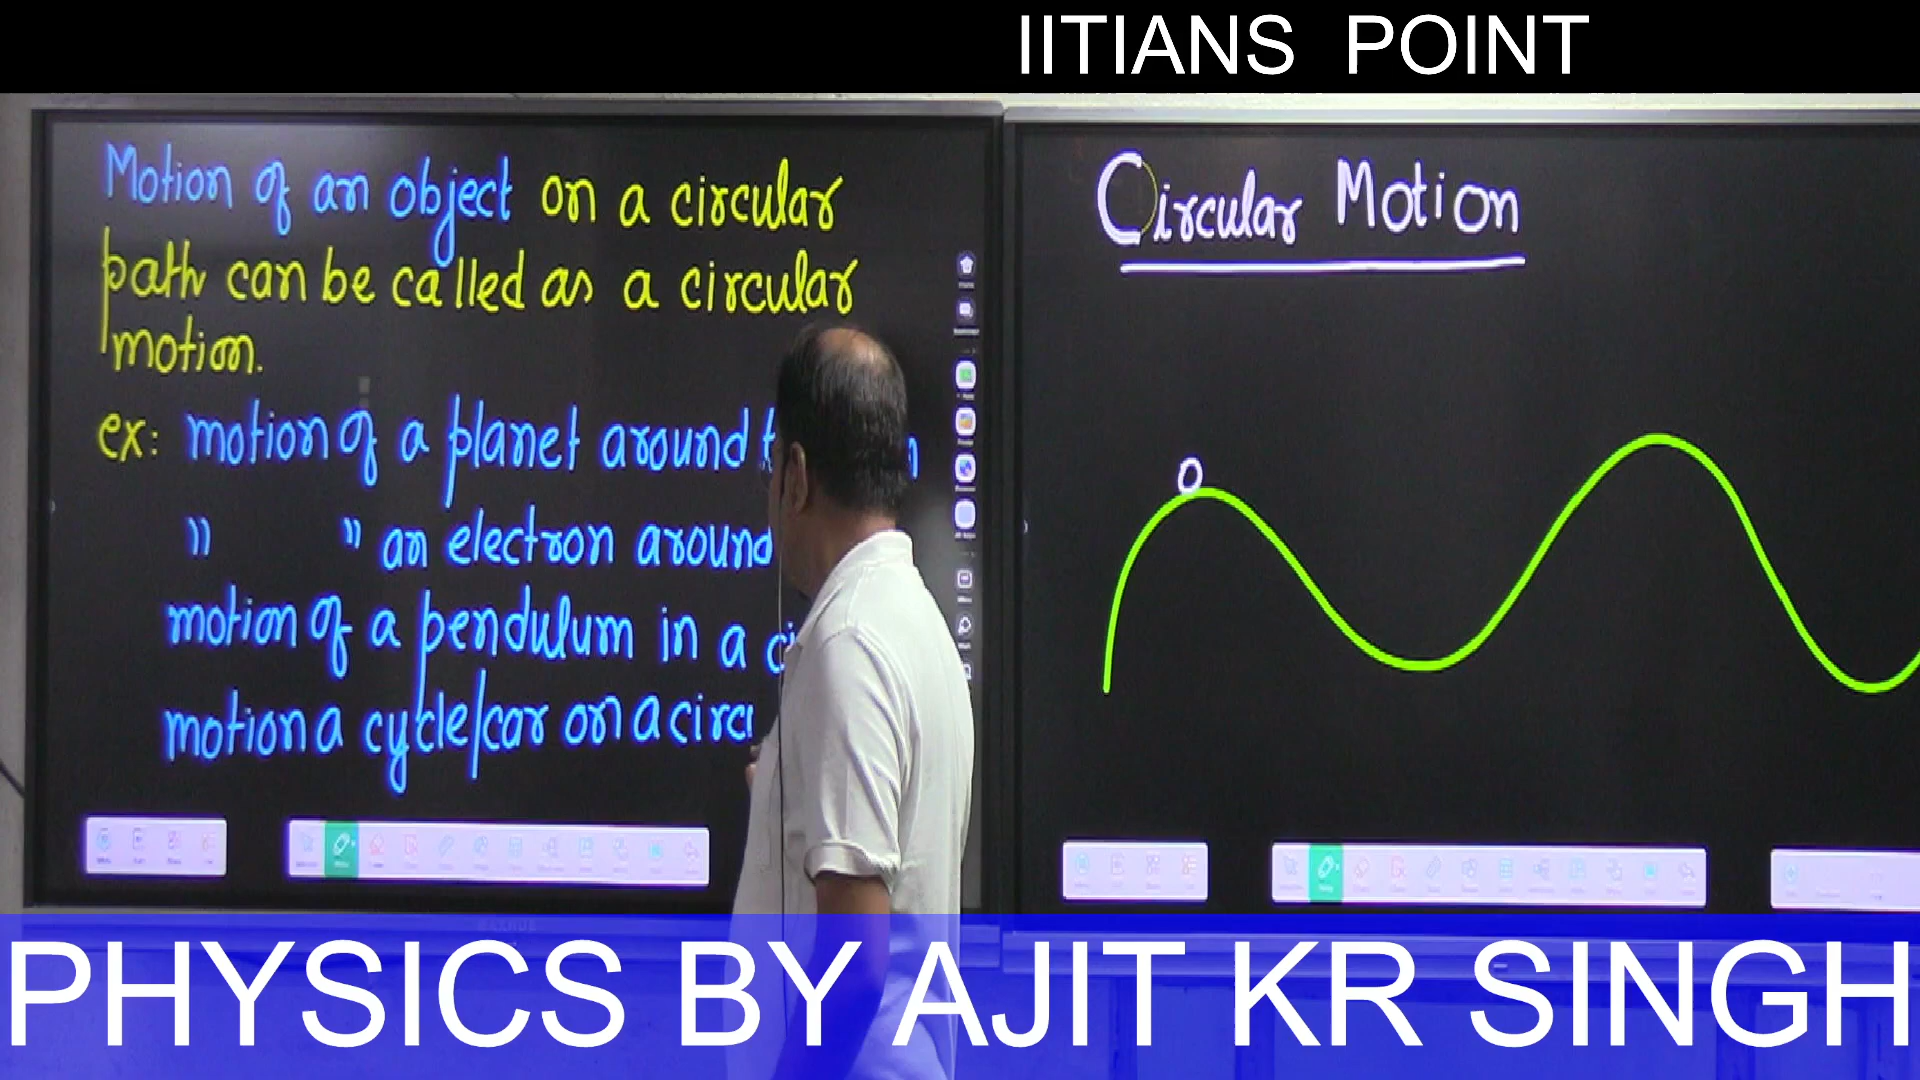 IITIANS POINT
Motion of an object on a circular
path can be called as a circular
motion.
ex: motion of a planet around
" " an electron around
motion of a pendulum in a
motion a cycle/car on a
Circular Motion
PHYSICS BY AJIT KR SINGH